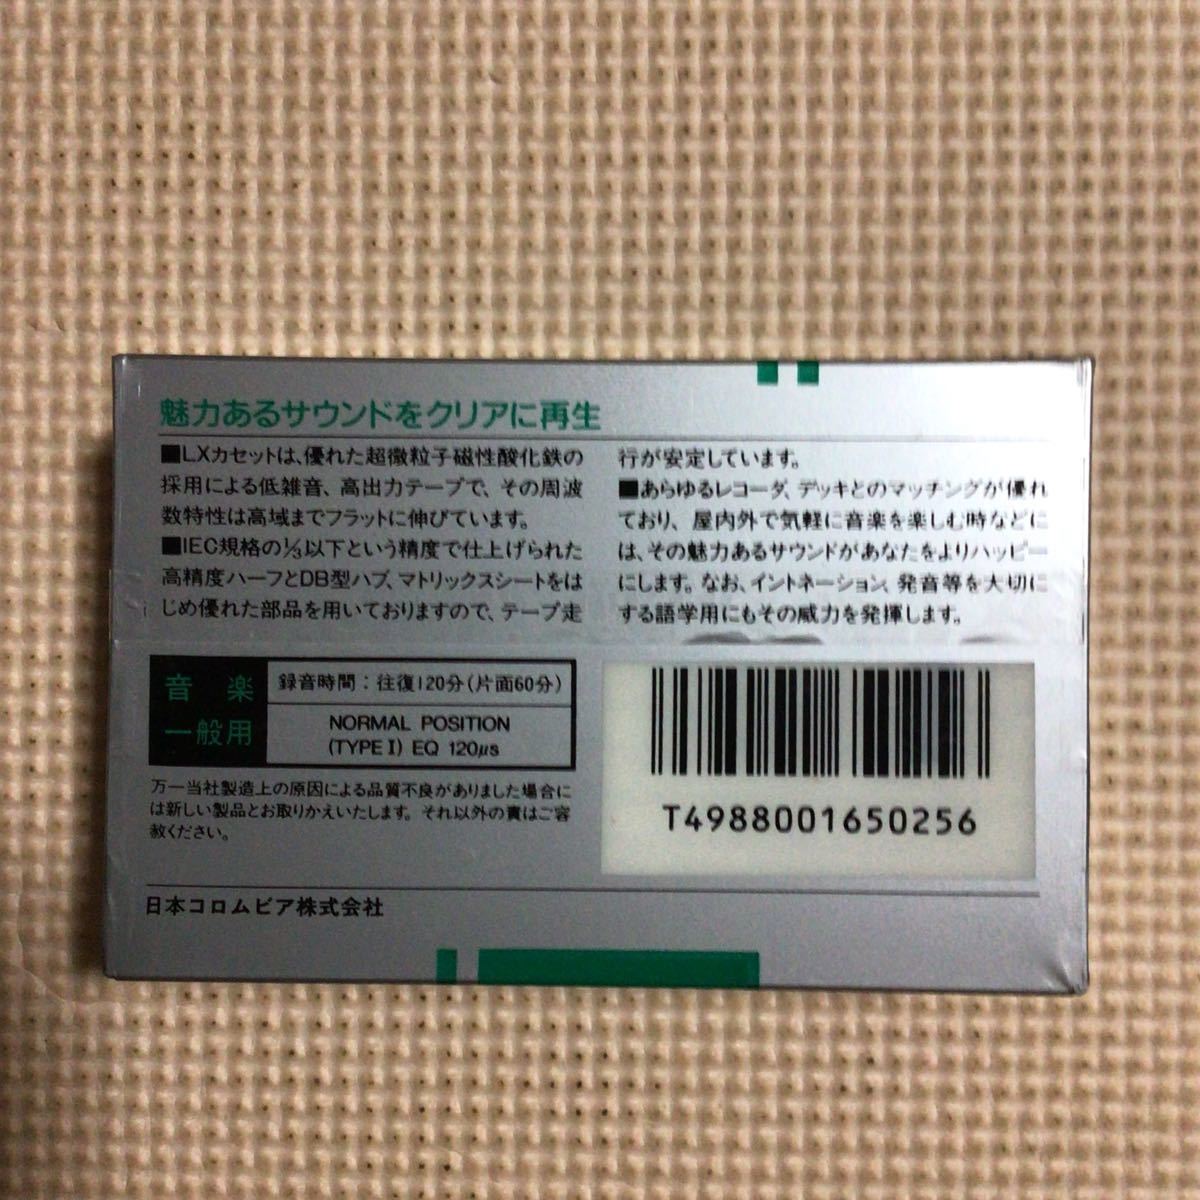 魅力あるサウンドをクリアに再生
■LXカセットは、優れた超微粒子磁性酸化鉄の
採用による低雑音、高出力テープで、その周波
数特性は高域までフラットに伸びています。
■IEC規格の⅓以下という精度で仕上げられた
高精度ハーフとDB型ハブ、マトリックスシートをは
じめ優れた部品を用いておりますので、テープ走
行が安定しています。
■あらゆるレコーダ、デッキとのマッチングが優れ
ており、屋内外で気軽に音楽を楽しむ時などに
は、その魅力あるサウンドがあなたをよりハッピー
にします。なお、イントネーション、発音等を大切に
する語学用にもその威力を発揮します。
音楽
一般用
録音時間：往復120分(片面60分)
NORMAL POSITION
(TYPE I) EQ 120μs
万一当社製造上の原因による品質不良がありました場合に
は新しい製品とお取りかえいたします。それ以外の責はご容
赦ください。
T4988001650256
日本コロムビア株式会社